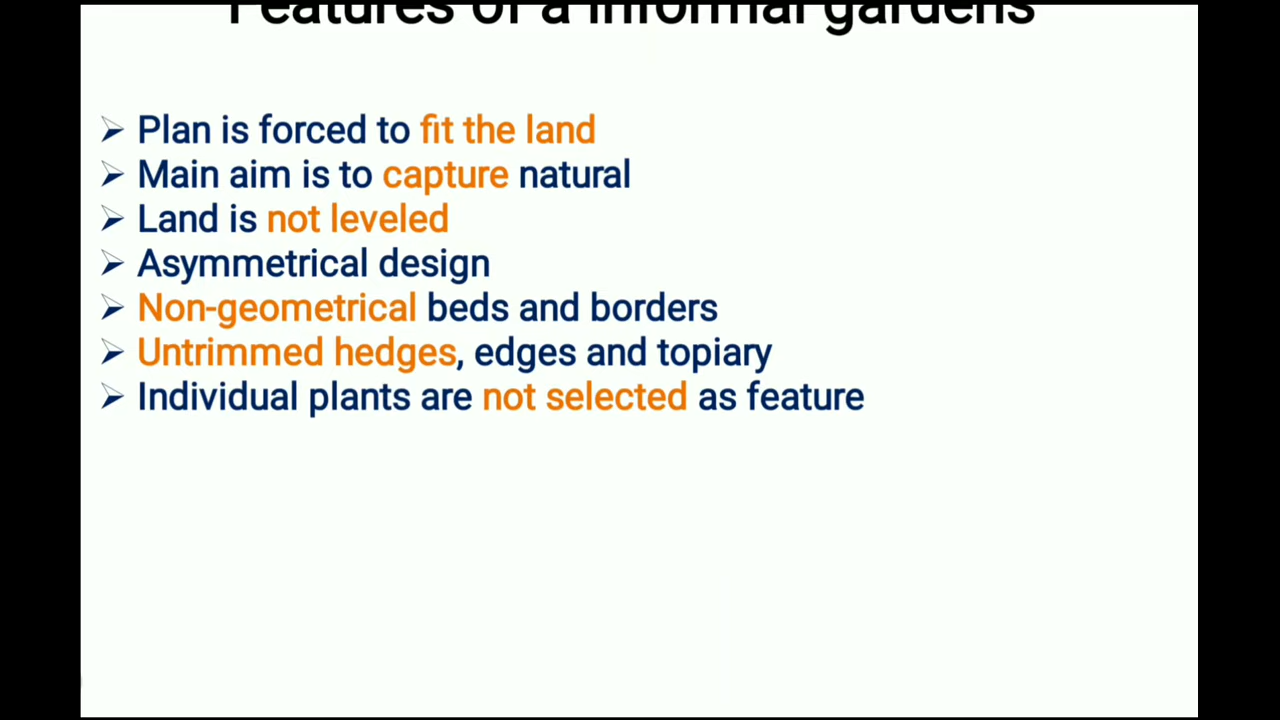 Features of a informal gardens
➢ Plan is forced to fit the land
➢ Main aim is to capture natural
➢ Land is not leveled
➢ Asymmetrical design
➢ Non-geometrical beds and borders
➢ Untrimmed hedges, edges and topiary
➢ Individual plants are not selected as feature